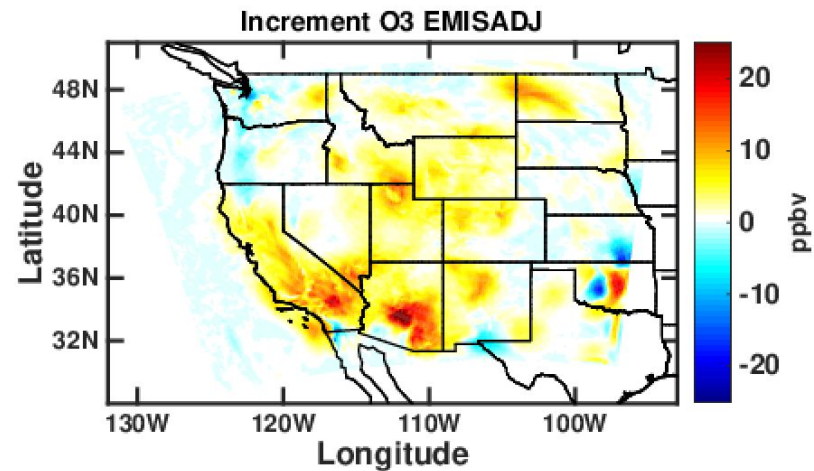 Increment O3 EMISADJ
48N
44N
40N
36N
32N
Latitude
130W 120W 110W 100W
Longitude
20
10
0
-10
-20
ppbv